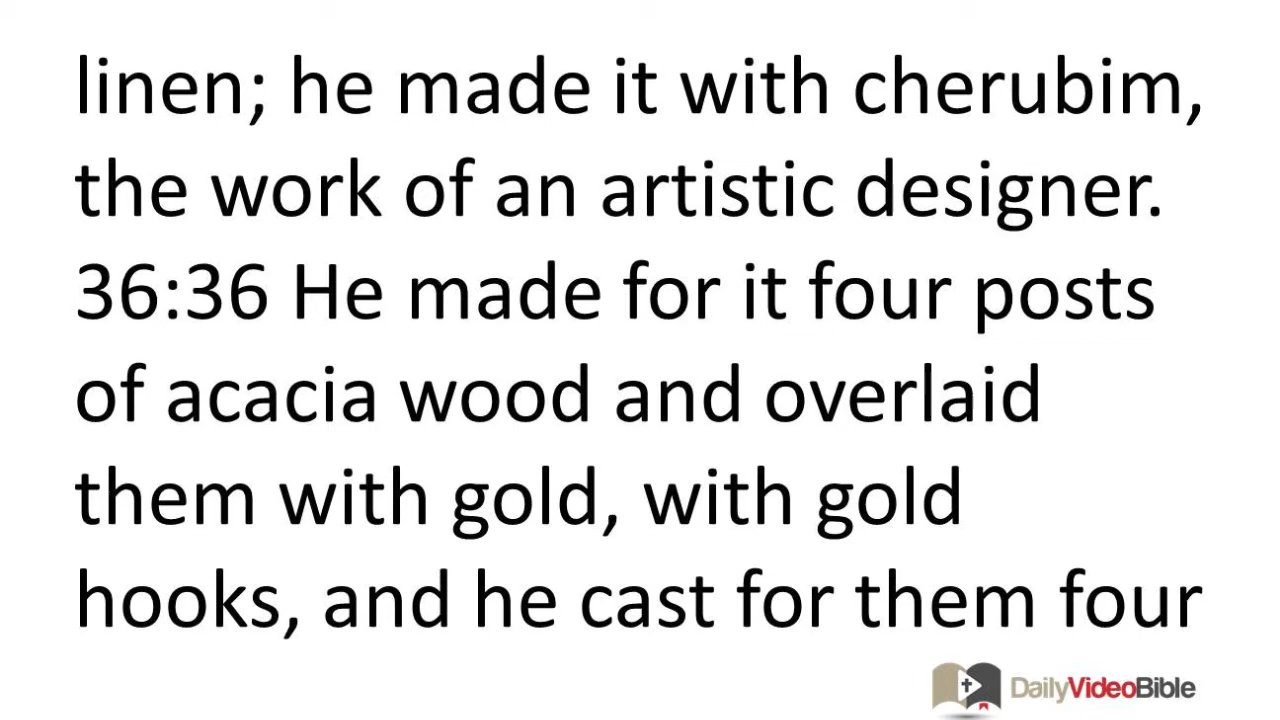 linen; he made it with cherubim,
the work of an artistic designer.
36:36 He made for it four posts
of acacia wood and overlaid
them with gold, with gold
hooks, and he cast for them four
DailyVideoBible